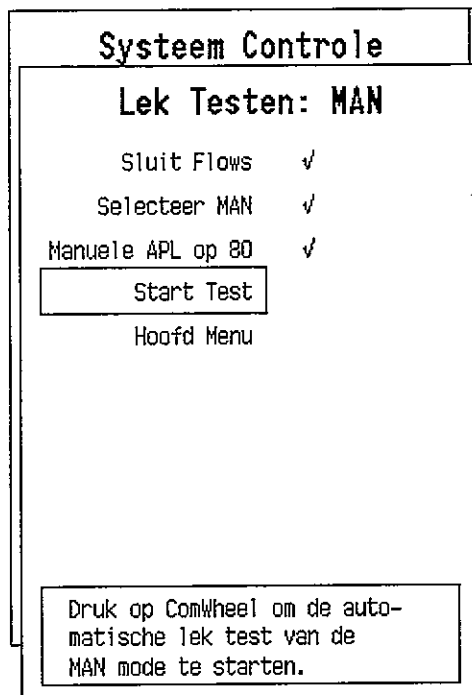 Systeem Controle
Lek Testen: MAN
Sluit Flows √
Selecteer MAN √
Manuele APL op 80 √
Start Test
Hoofd Menu
Druk op ComWheel om de auto-
matische lek test van de
MAN mode te starten.